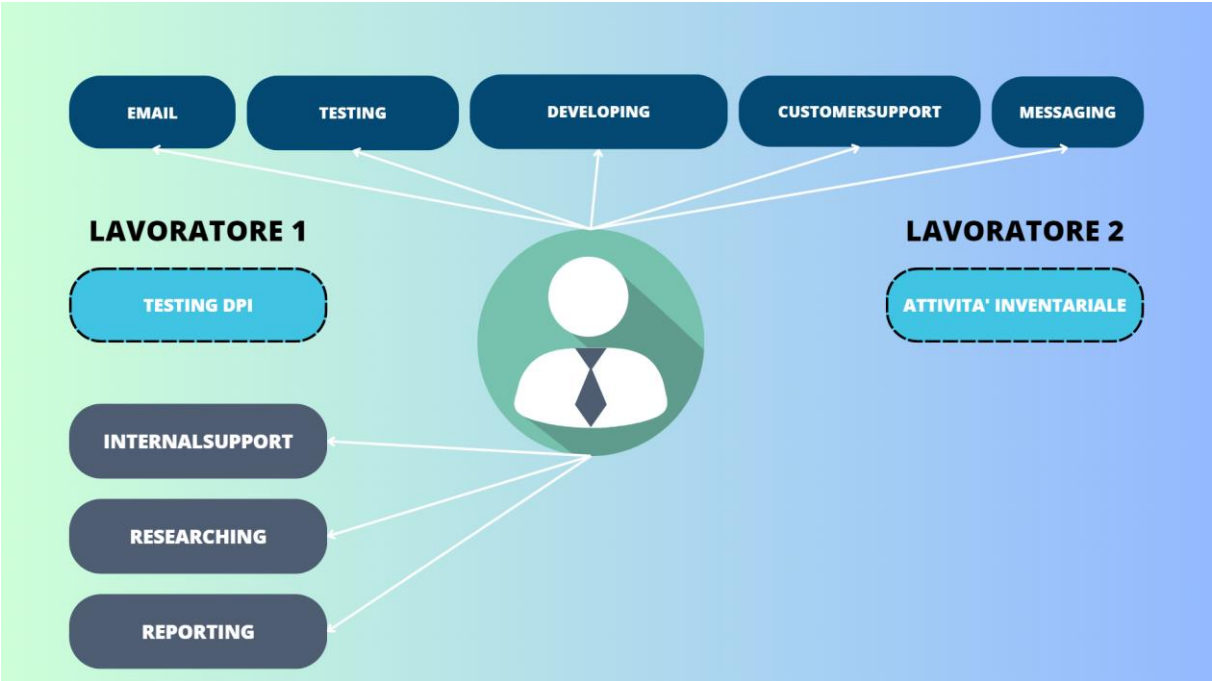 EMAIL
TESTING
DEVELOPING
CUSTOMERSUPPORT
MESSAGING
LAVORATORE 1
LAVORATORE 2
TESTING DPI
ATTIVITA' INVENTARIALE
INTERNALSUPPORT
RESEARCHING
REPORTING